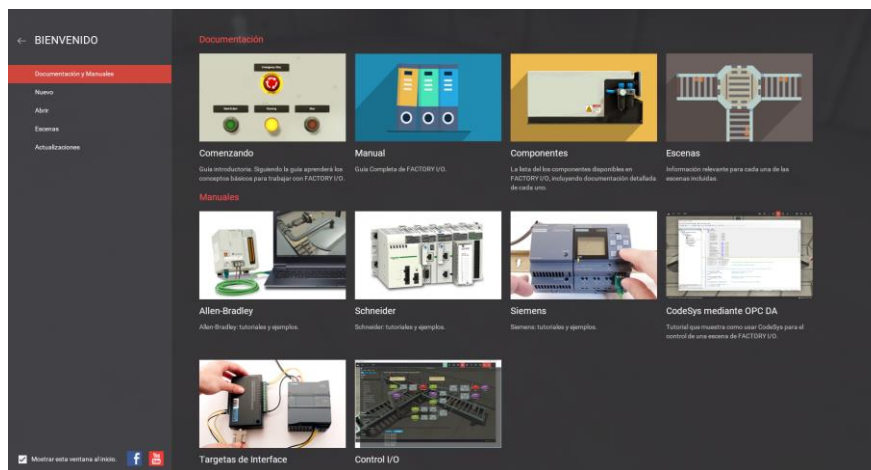 ← BIENVENIDO
Documentación y Manuales
Nuevo
Abrir
Escenas
Actualizaciones
Mostrar esta ventana al inicio.
Documentación
Comenzando
Guía introductoria. Siguiendo la guía aprenderá los
conceptos básicos para trabajar con FACTORY I/O.
Manual
Guía Completa de FACTORY I/O.
Componentes
La lista del los componentes disponibles en
FACTORY I/O, incluyendo documentación detallada
de cada uno.
Escenas
Información relevante para cada una de las
escenas incluidas.
Manuales
Allen-Bradley
Allen-Bradley: tutoriales y ejemplos.
Schneider
Schneider: tutoriales y ejemplos.
Siemens
Siemens: tutoriales y ejemplos.
CodeSys mediante OPC DA
Tutorial que muestra como usar CodeSys para el
control de una escena de FACTORY I/O.
Targetas de Interface
Control I/O